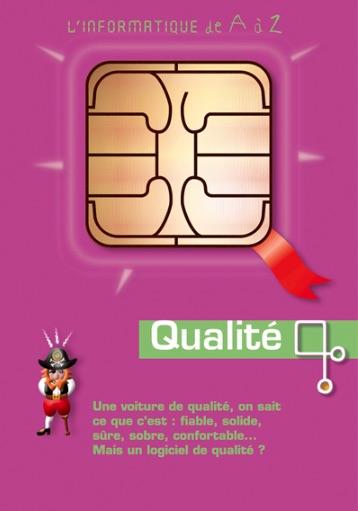 L'INFORMATIQUE de A à Z
Qualité
Une voiture de qualité, on sait
ce que c'est : fiable, solide,
sûre, sobre, confortable...
Mais un logiciel de qualité ?